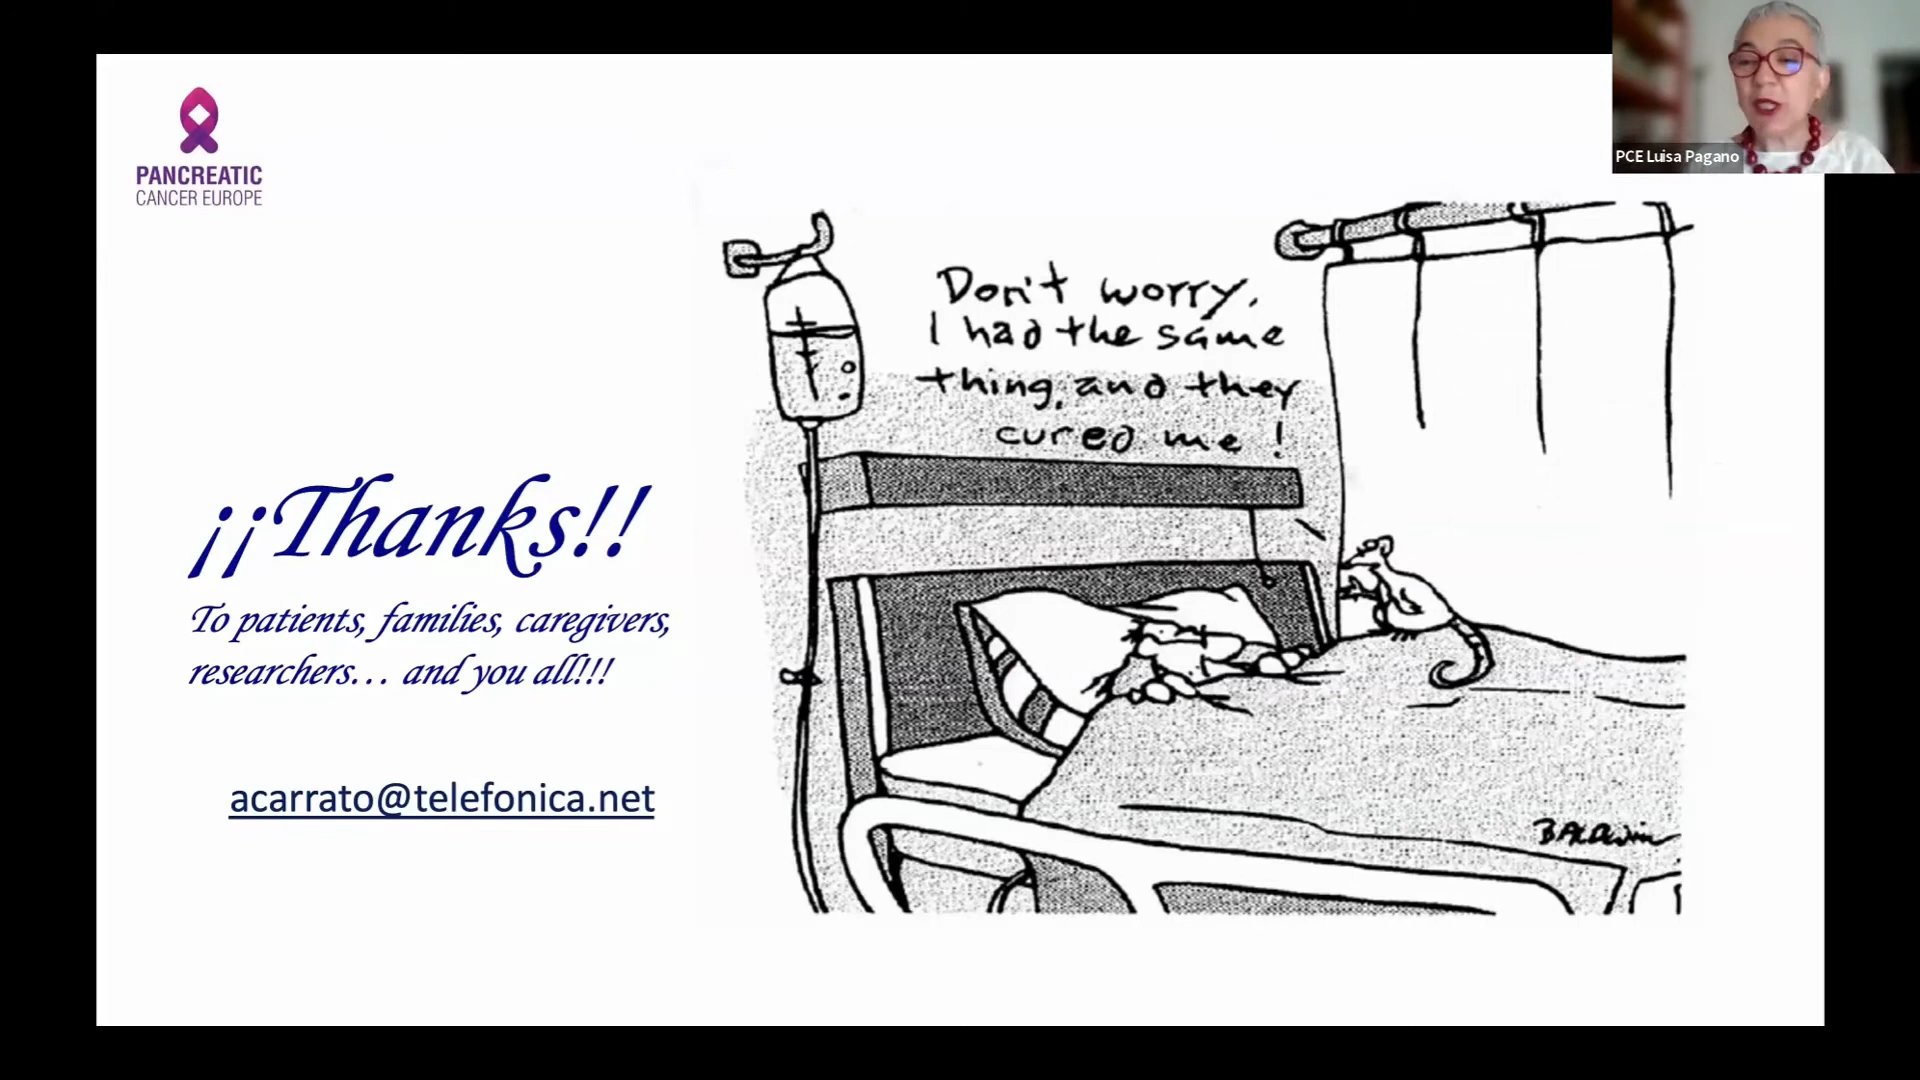 PANCREATIC
CANCER EUROPE
PCE Luisa Pagano
Don't worry,
I had the same
thing, and they
cured me!
¡¡Thanks!!
To patients, families, caregivers,
researchers... and you all!!!
acarrato@telefonica.net
BALDWIN